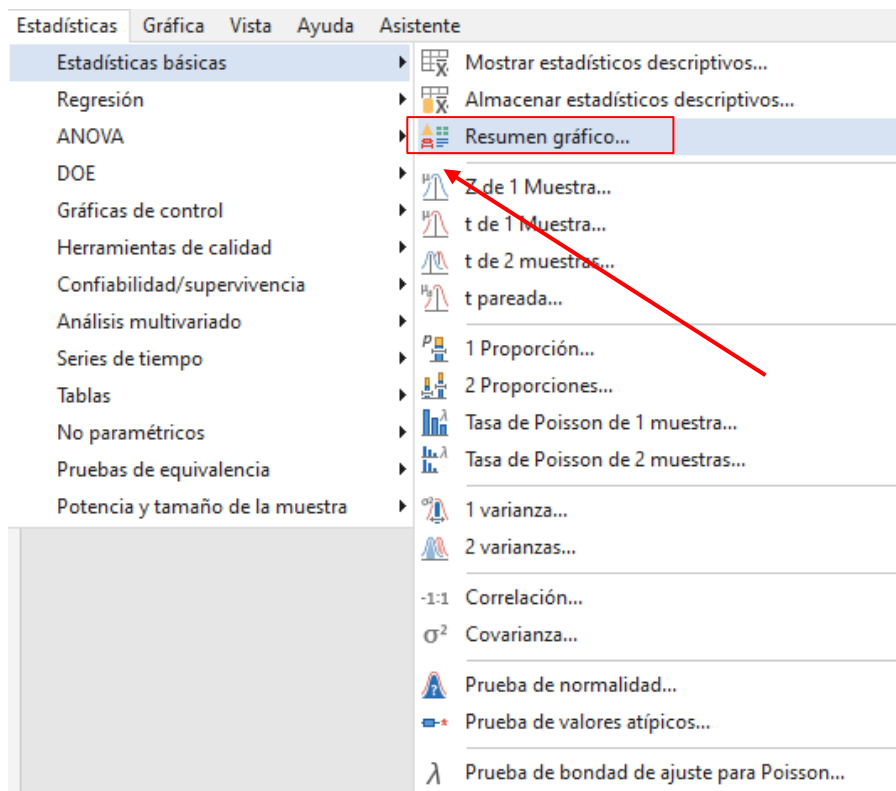 Estadísticas Gráfica Vista Ayuda Asistente
Estadísticas básicas
Regresión
ANOVA
DOE
Gráficas de control
Herramientas de calidad
Confiabilidad/supervivencia
Análisis multivariado
Series de tiempo
Tablas
No paramétricos
Pruebas de equivalencia
Potencia y tamaño de la muestra
Mostrar estadísticos descriptivos...
Almacenar estadísticos descriptivos...
Resumen gráfico...
Z de 1 Muestra...
t de 1 Muestra...
t de 2 muestras...
t pareada...
1 Proporción...
2 Proporciones...
Tasa de Poisson de 1 muestra...
Tasa de Poisson de 2 muestras...
1 varianza...
2 varianzas...
-1:1 Correlación...
σ² Covarianza...
Prueba de normalidad...
Prueba de valores atípicos...
λ Prueba de bondad de ajuste para Poisson...